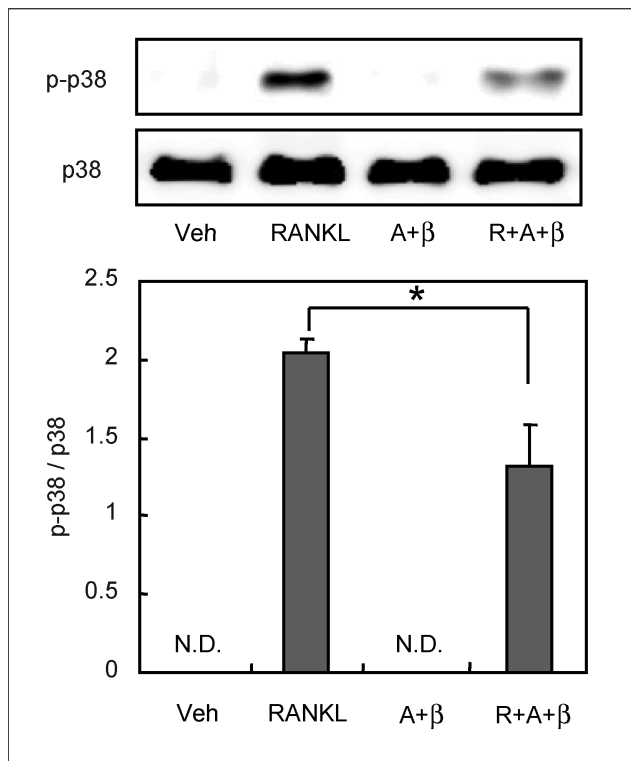 p-p38
p38
Veh RANKL A+β R+A+β
2.5
*
2
1.5
p-p38 / p38
1
0.5
N.D. N.D.
0
Veh RANKL A+β R+A+β